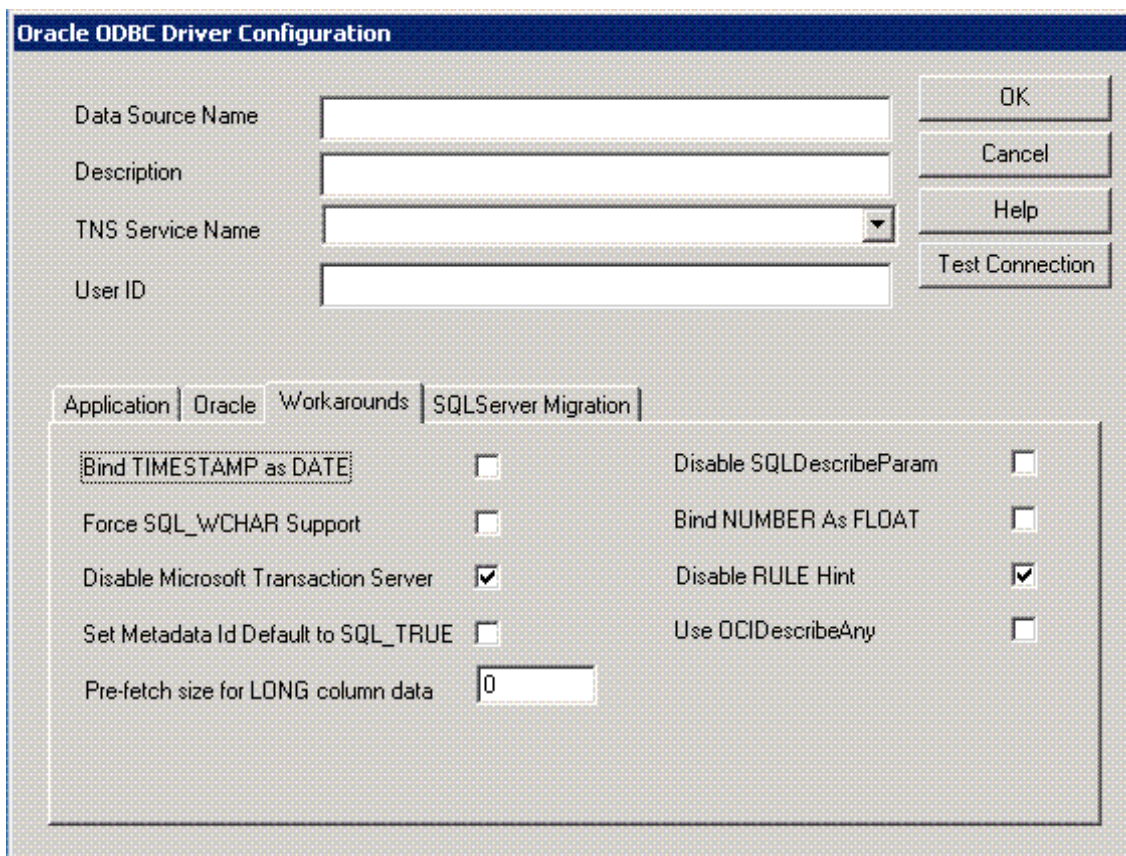 Oracle ODBC Driver Configuration
Data Source Name
OK
Description
Cancel
TNS Service Name
Help
User ID
Test Connection
Application
Oracle
Workarounds
SQLServer Migration
Bind TIMESTAMP as DATE
Disable SQLDescribeParam
Force SQL_WCHAR Support
Bind NUMBER As FLOAT
Disable Microsoft Transaction Server
Disable RULE Hint
Set Metadata Id Default to SQL_TRUE
Use OCIDescribeAny
Pre-fetch size for LONG column data
0